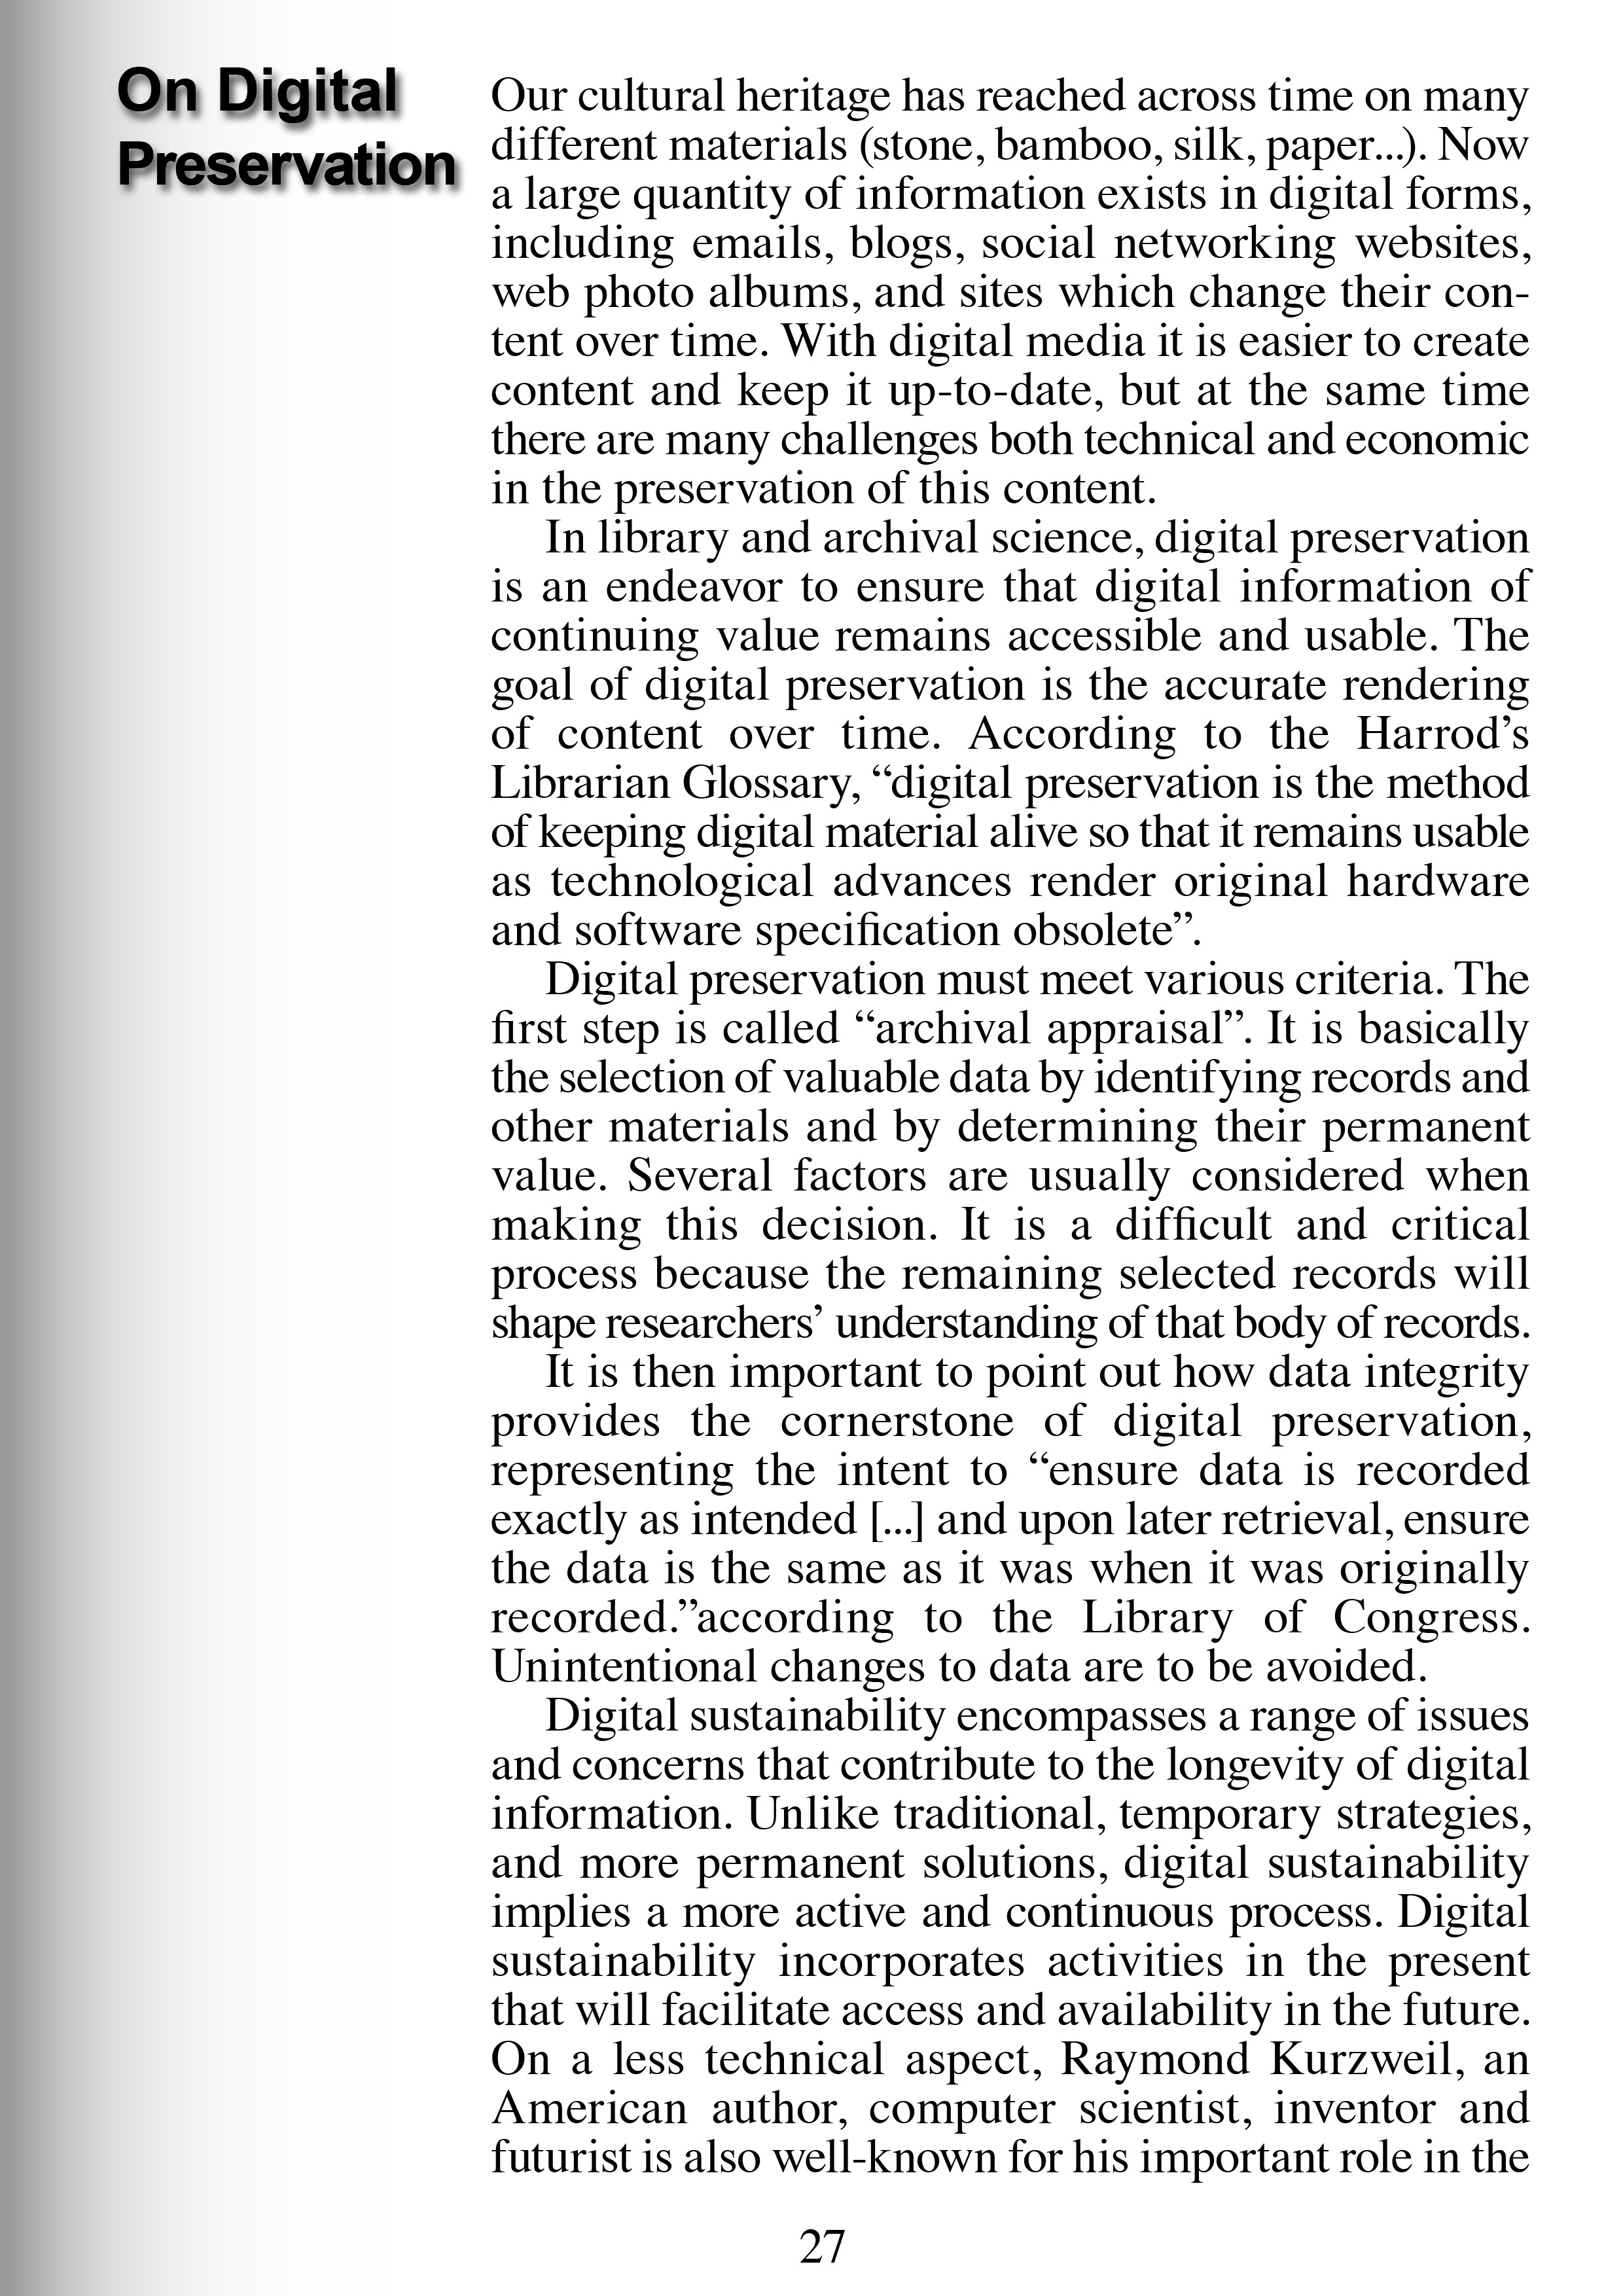 On Digital
Preservation
Our cultural heritage has reached across time on many
different materials (stone, bamboo, silk, paper...). Now
a large quantity of information exists in digital forms,
including emails, blogs, social networking websites,
web photo albums, and sites which change their con-
tent over time. With digital media it is easier to create
content and keep it up-to-date, but at the same time
there are many challenges both technical and economic
in the preservation of this content.
In library and archival science, digital preservation
is an endeavor to ensure that digital information of
continuing value remains accessible and usable. The
goal of digital preservation is the accurate rendering
of content over time. According to the Harrod’s
Librarian Glossary, “digital preservation is the method
of keeping digital material alive so that it remains usable
as technological advances render original hardware
and software specification obsolete”.
Digital preservation must meet various criteria. The
first step is called “archival appraisal”. It is basically
the selection of valuable data by identifying records and
other materials and by determining their permanent
value. Several factors are usually considered when
making this decision. It is a difficult and critical
process because the remaining selected records will
shape researchers’ understanding of that body of records.
It is then important to point out how data integrity
provides the cornerstone of digital preservation,
representing the intent to “ensure data is recorded
exactly as intended [...] and upon later retrieval, ensure
the data is the same as it was when it was originally
recorded.”according to the Library of Congress.
Unintentional changes to data are to be avoided.
Digital sustainability encompasses a range of issues
and concerns that contribute to the longevity of digital
information. Unlike traditional, temporary strategies,
and more permanent solutions, digital sustainability
implies a more active and continuous process. Digital
sustainability incorporates activities in the present
that will facilitate access and availability in the future.
On a less technical aspect, Raymond Kurzweil, an
American author, computer scientist, inventor and
futurist is also well-known for his important role in the
27